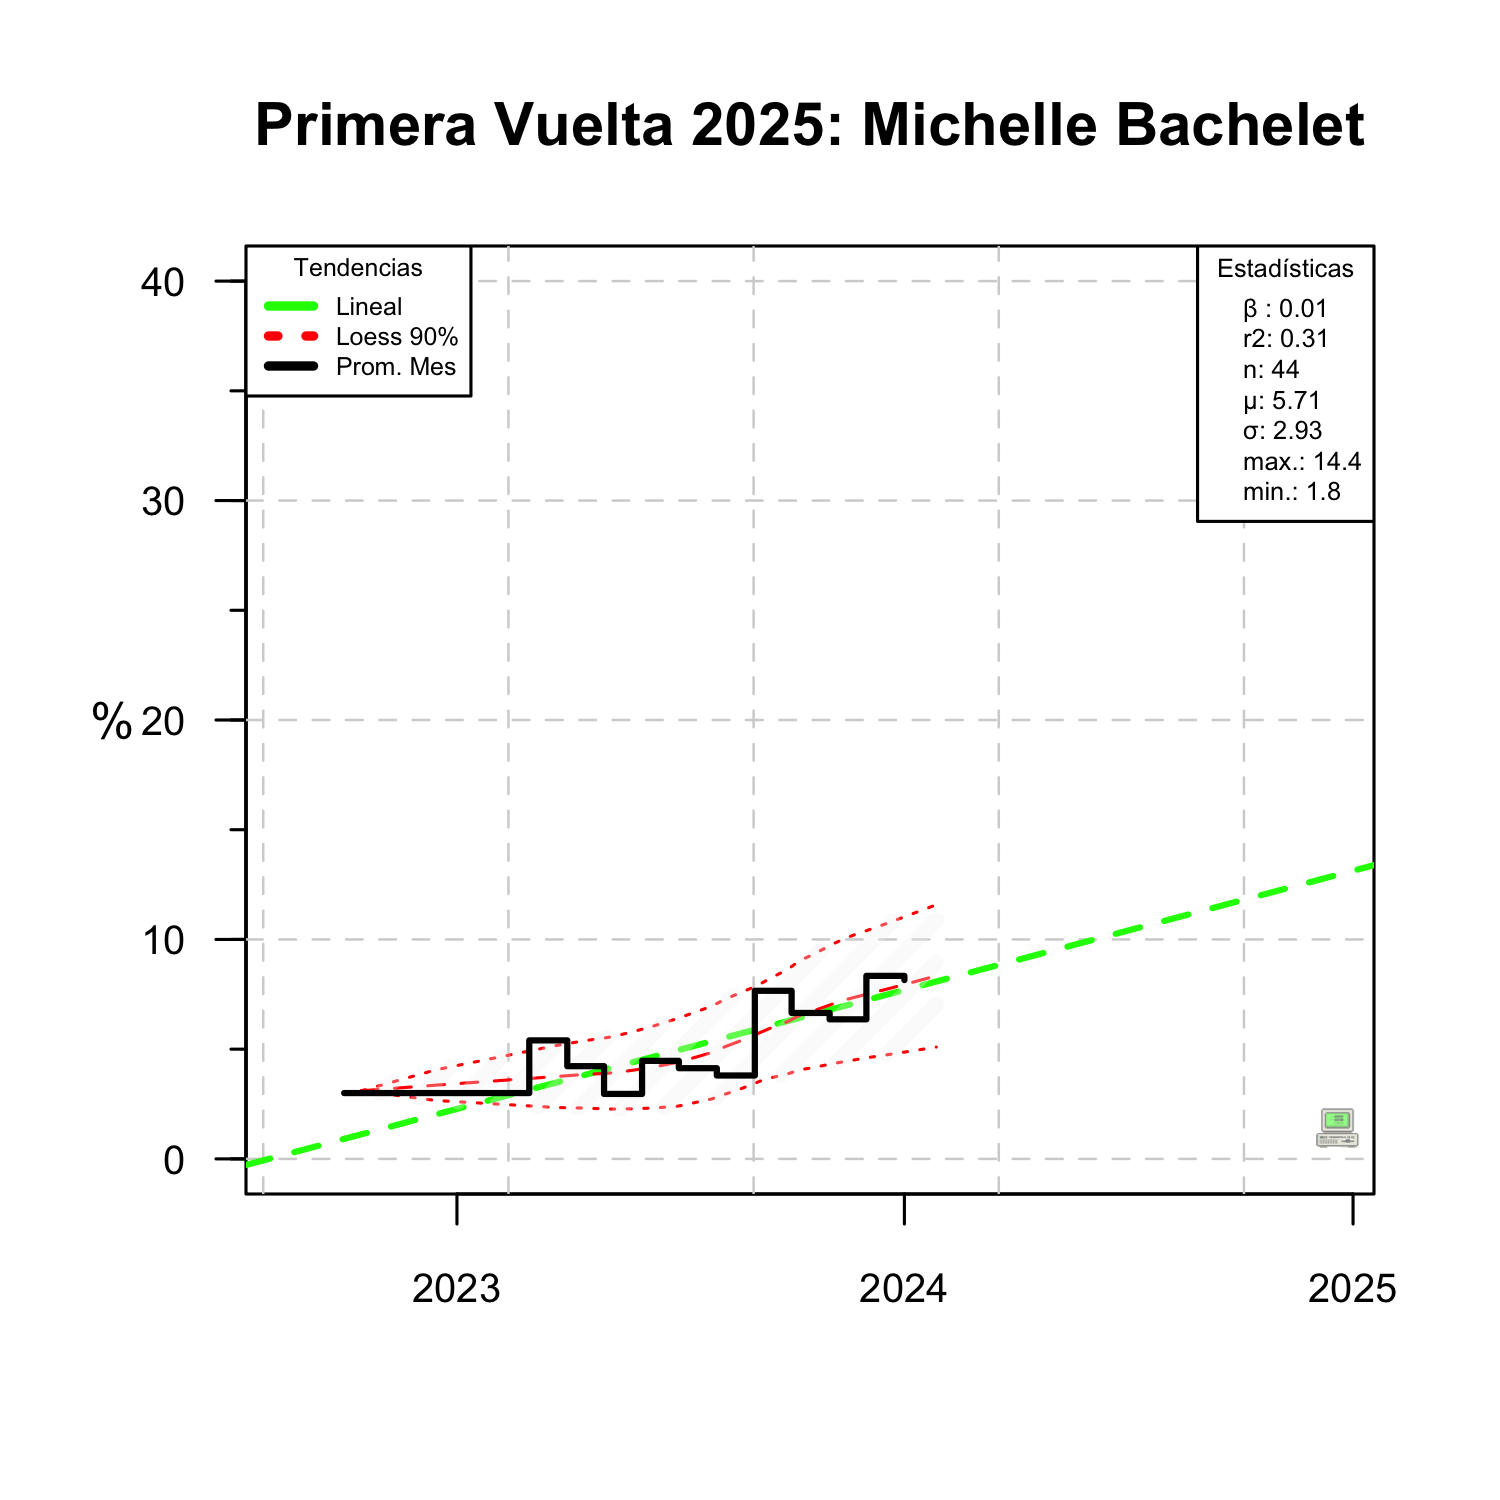 Primera Vuelta 2025: Michelle Bachelet
Tendencias
Lineal
Loess 90%
Prom. Mes
Estadísticas
β : 0.01
r2: 0.31
n: 44
μ: 5.71
σ: 2.93
max.: 14.4
min.: 1.8
40
30
% 20
10
0
2023
2024
2025